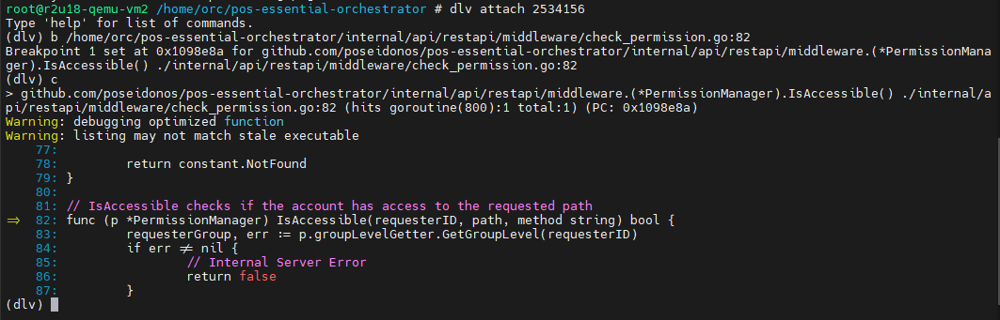 root@r2u18-qemu-vm2 /home/orc/pos-essential-orchestrator # dlv attach 2534156
Type 'help' for list of commands.
(dlv) b /home/orc/pos-essential-orchestrator/internal/api/restapi/middleware/check_permission.go:82
Breakpoint 1 set at 0x1098e8a for github.com/poseidonos/pos-essential-orchestrator/internal/api/restapi/middleware.(*PermissionMana
ger).IsAccessible() ./internal/api/restapi/middleware/check_permission.go:82
(dlv) c
> github.com/poseidonos/pos-essential-orchestrator/internal/api/restapi/middleware.(*PermissionManager).IsAccessible() ./internal/a
pi/restapi/middleware/check_permission.go:82 (hits goroutine(800):1 total:1) (PC: 0x1098e8a)
Warning: debugging optimized function
Warning: listing may not match stale executable
77:
78: return constant.NotFound
79: }
80:
81: // IsAccessible checks if the account has access to the requested path
=> 82: func (p *PermissionManager) IsAccessible(requesterID, path, method string) bool {
83: requesterGroup, err := p.groupLevelGetter.GetGroupLevel(requesterID)
84: if err != nil {
85: // Internal Server Error
86: return false
87: }
(dlv)